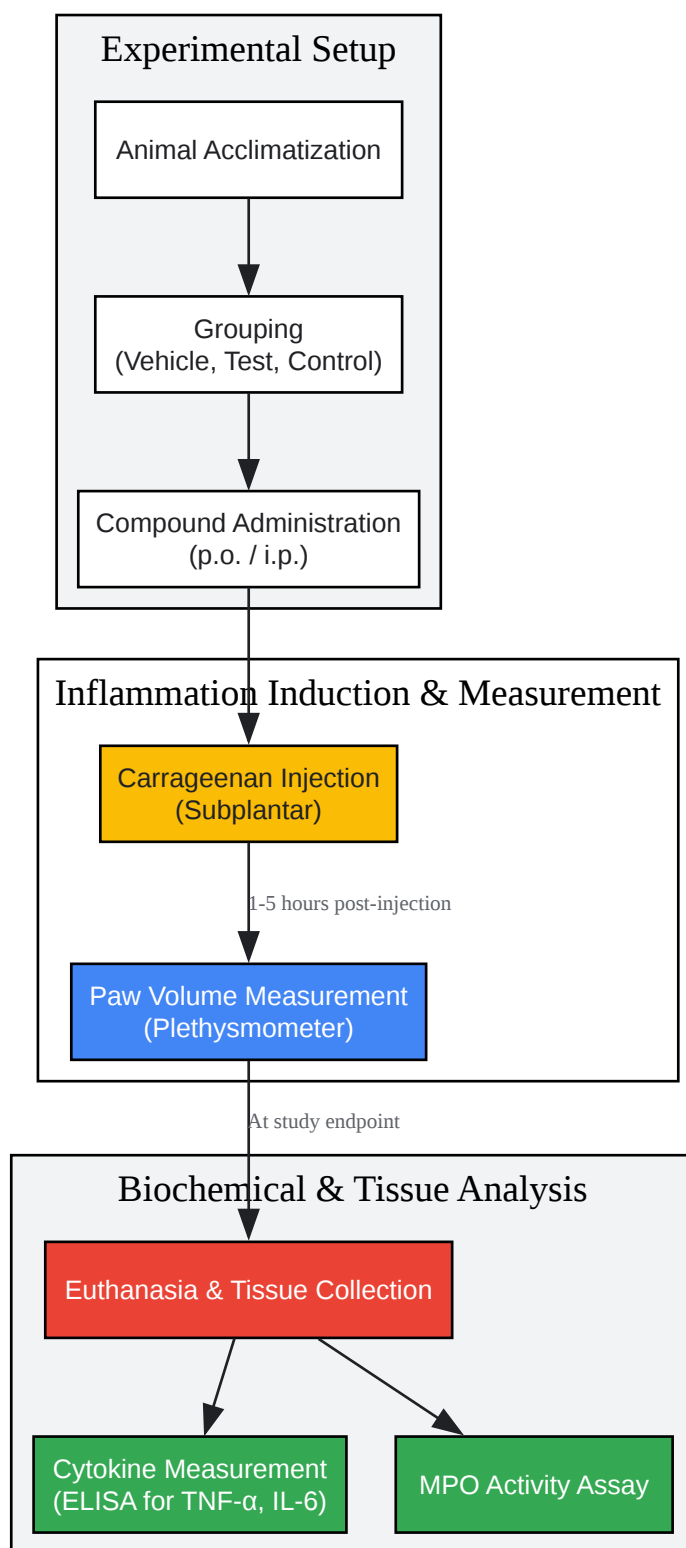 Experimental Setup
Animal Acclimatization
Grouping
(Vehicle, Test, Control)
Compound Administration
(p.o. / i.p.)
Inflammation Induction & Measurement
Carrageenan Injection
(Subplantar)
1-5 hours post-injection
Paw Volume Measurement
(Plethysmometer)
At study endpoint
Biochemical & Tissue Analysis
Euthanasia & Tissue Collection
Cytokine Measurement
(ELISA for TNF-α, IL-6)
MPO Activity Assay